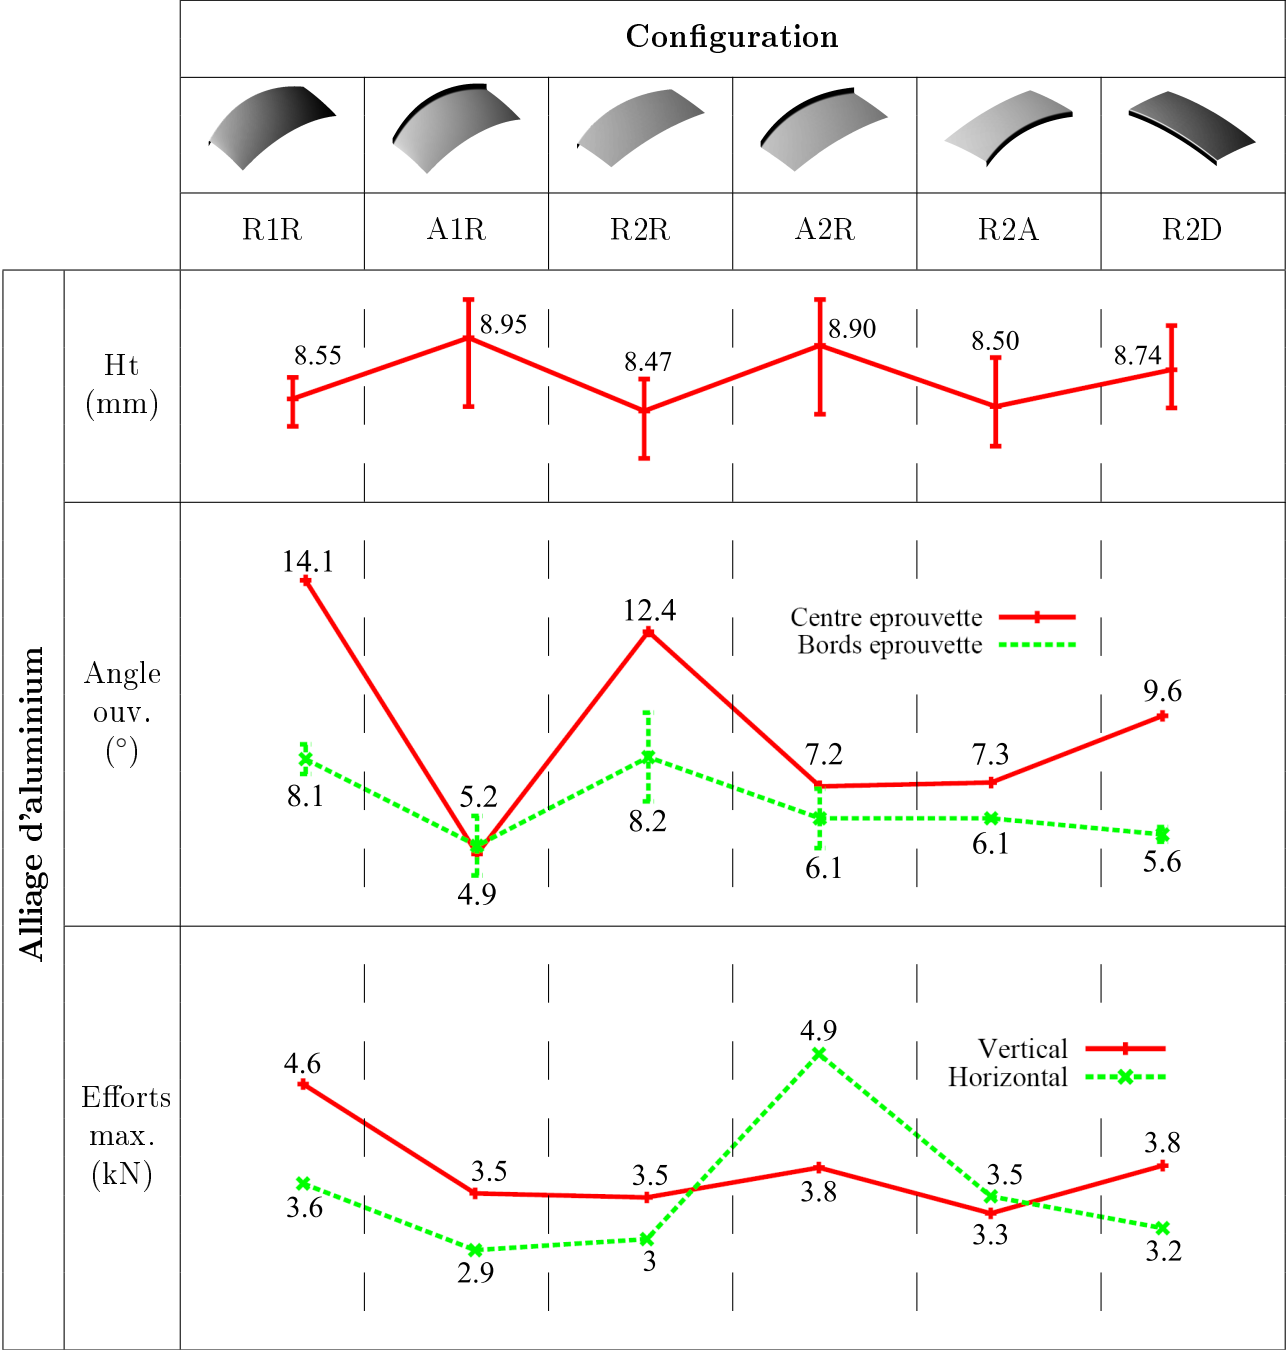 Configuration
R1R A1R R2R A2R R2A R2D
Alliage d'aluminium
Ht
(mm)
8.55 8.95 8.47 8.90 8.50 8.74
Angle
ouv.
(°)
14.1 5.2 12.4 7.2 7.3 9.6
8.1 4.9 8.2 6.1 6.1 5.6
Centre eprouvette
Bords eprouvette
Efforts
max.
(kN)
4.6 3.5 3.5 3.8 3.3 3.8
3.6 2.9 3 4.9 3.5 3.2
Vertical
Horizontal